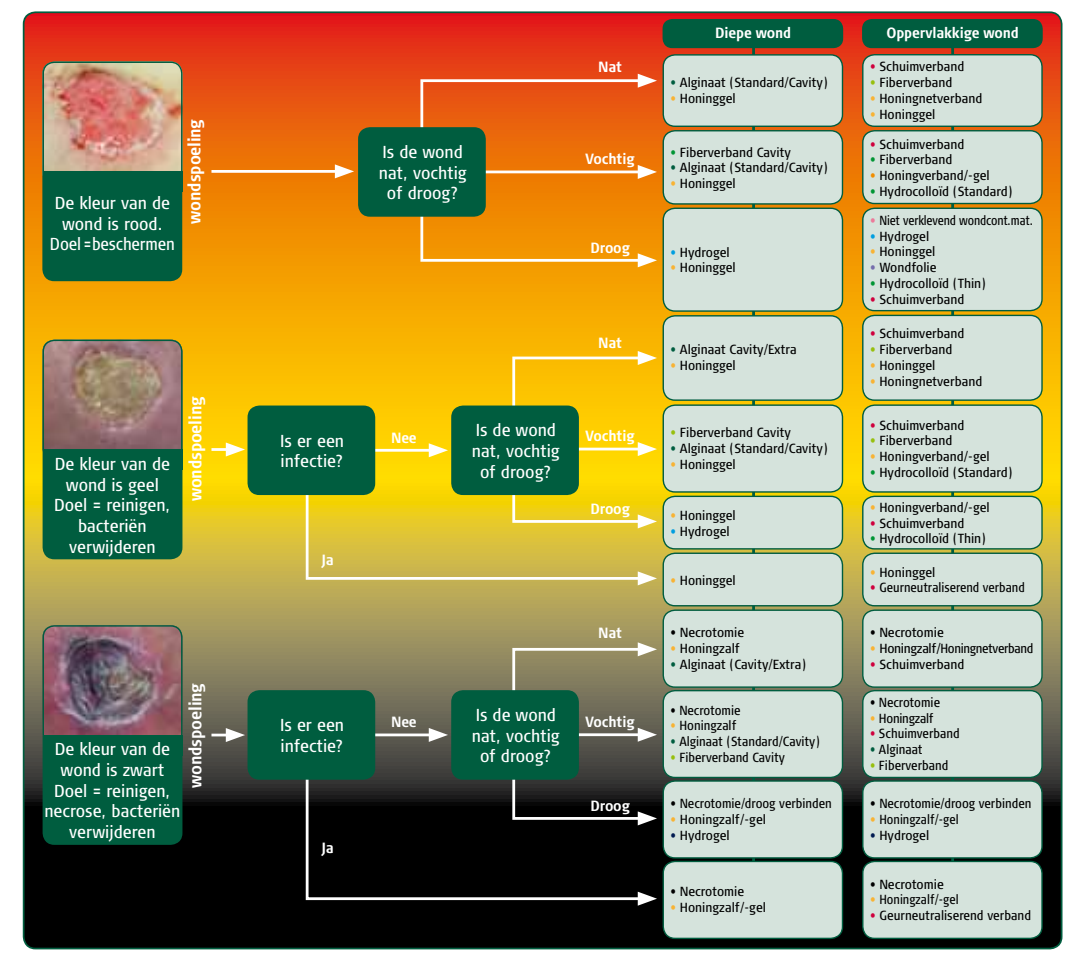 Diepe wond
Oppervlakkige wond
De kleur van de
wond is rood.
Doel =beschermen
wondspoeling
Is de wond
nat, vochtig
of droog?
Nat
• Alginaat (Standard/Cavity)
• Honinggel
• Schuimverband
• Fiberverband
• Honingnetverband
• Honinggel
Vochtig
• Fiberverband Cavity
• Alginaat (Standard/Cavity)
• Honinggel
• Schuimverband
• Fiberverband
• Honingverband/-gel
• Hydrocolloïd (Standard)
Droog
• Hydrogel
• Honinggel
• Niet verklevend wondcont.mat.
• Hydrogel
• Honinggel
• Wondfolie
• Hydrocolloïd (Thin)
• Schuimverband
De kleur van de
wond is geel
Doel = reinigen,
bacteriën
verwijderen
wondspoeling
Is er een
infectie?
Nee
Is de wond
nat, vochtig
of droog?
Nat
• Alginaat Cavity/Extra
• Honinggel
• Schuimverband
• Fiberverband
• Honinggel
• Honingnetverband
Vochtig
• Fiberverband Cavity
• Alginaat (Standard/Cavity)
• Honinggel
• Schuimverband
• Fiberverband
• Honingverband/-gel
• Hydrocolloïd (Standard)
Droog
• Honinggel
• Hydrogel
• Honingverband/-gel
• Schuimverband
• Hydrocolloïd (Thin)
Ja
• Honinggel
• Honinggel
• Geurneutraliserend verband
De kleur van de
wond is zwart
Doel = reinigen,
necrose, bacteriën
verwijderen
wondspoeling
Is er een
infectie?
Nee
Is de wond
nat, vochtig
of droog?
Nat
• Necrotomie
• Honingzalf
• Alginaat (Cavity/Extra)
• Necrotomie
• Honingzalf/Honingnetverband
• Schuimverband
Vochtig
• Necrotomie
• Honingzalf
• Alginaat (Standard/Cavity)
• Fiberverband Cavity
• Necrotomie
• Honingzalf
• Schuimverband
• Alginaat
• Fiberverband
Droog
• Necrotomie/droog verbinden
• Honingzalf/-gel
• Hydrogel
• Necrotomie/droog verbinden
• Honingzalf/-gel
• Hydrogel
Ja
• Necrotomie
• Honingzalf/-gel
• Necrotomie
• Honingzalf/-gel
• Geurneutraliserend verband